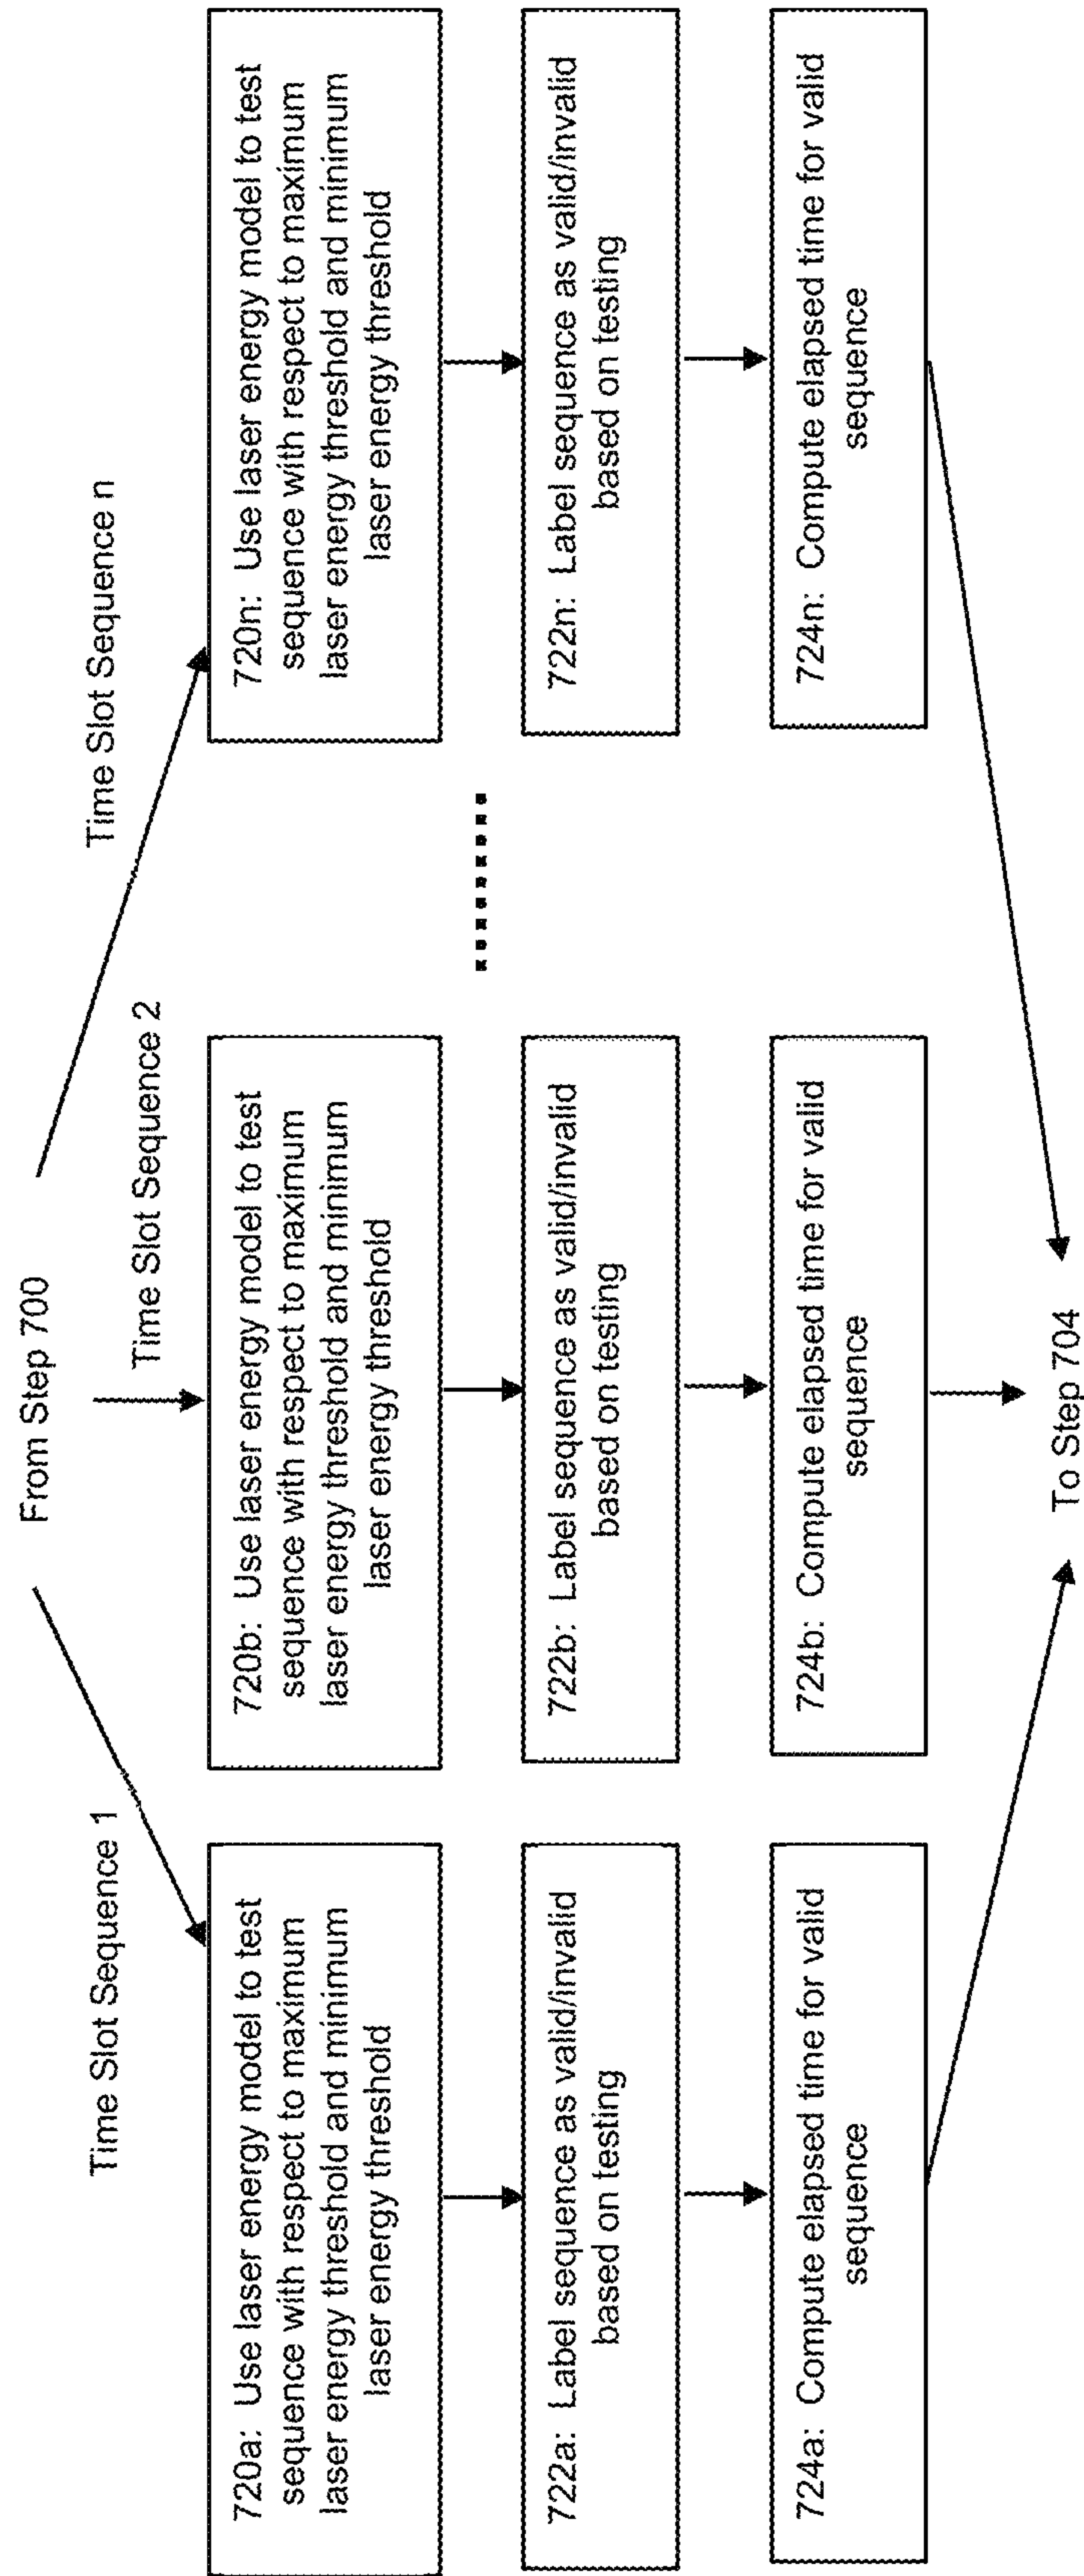 From Step 700
Time Slot Sequence 1
Time Slot Sequence 2
Time Slot Sequence n
720a: Use laser energy model to test
sequence with respect to maximum
laser energy threshold and minimum
laser energy threshold
722a: Label sequence as valid/invalid
based on testing
724a: Compute elapsed time for valid
sequence
720b: Use laser energy model to test
sequence with respect to maximum
laser energy threshold and minimum
laser energy threshold
722b: Label sequence as valid/invalid
based on testing
724b: Compute elapsed time for valid
sequence
720n: Use laser energy model to test
sequence with respect to maximum
laser energy threshold and minimum
laser energy threshold
722n: Label sequence as valid/invalid
based on testing
724n: Compute elapsed time for valid
sequence
To Step 704